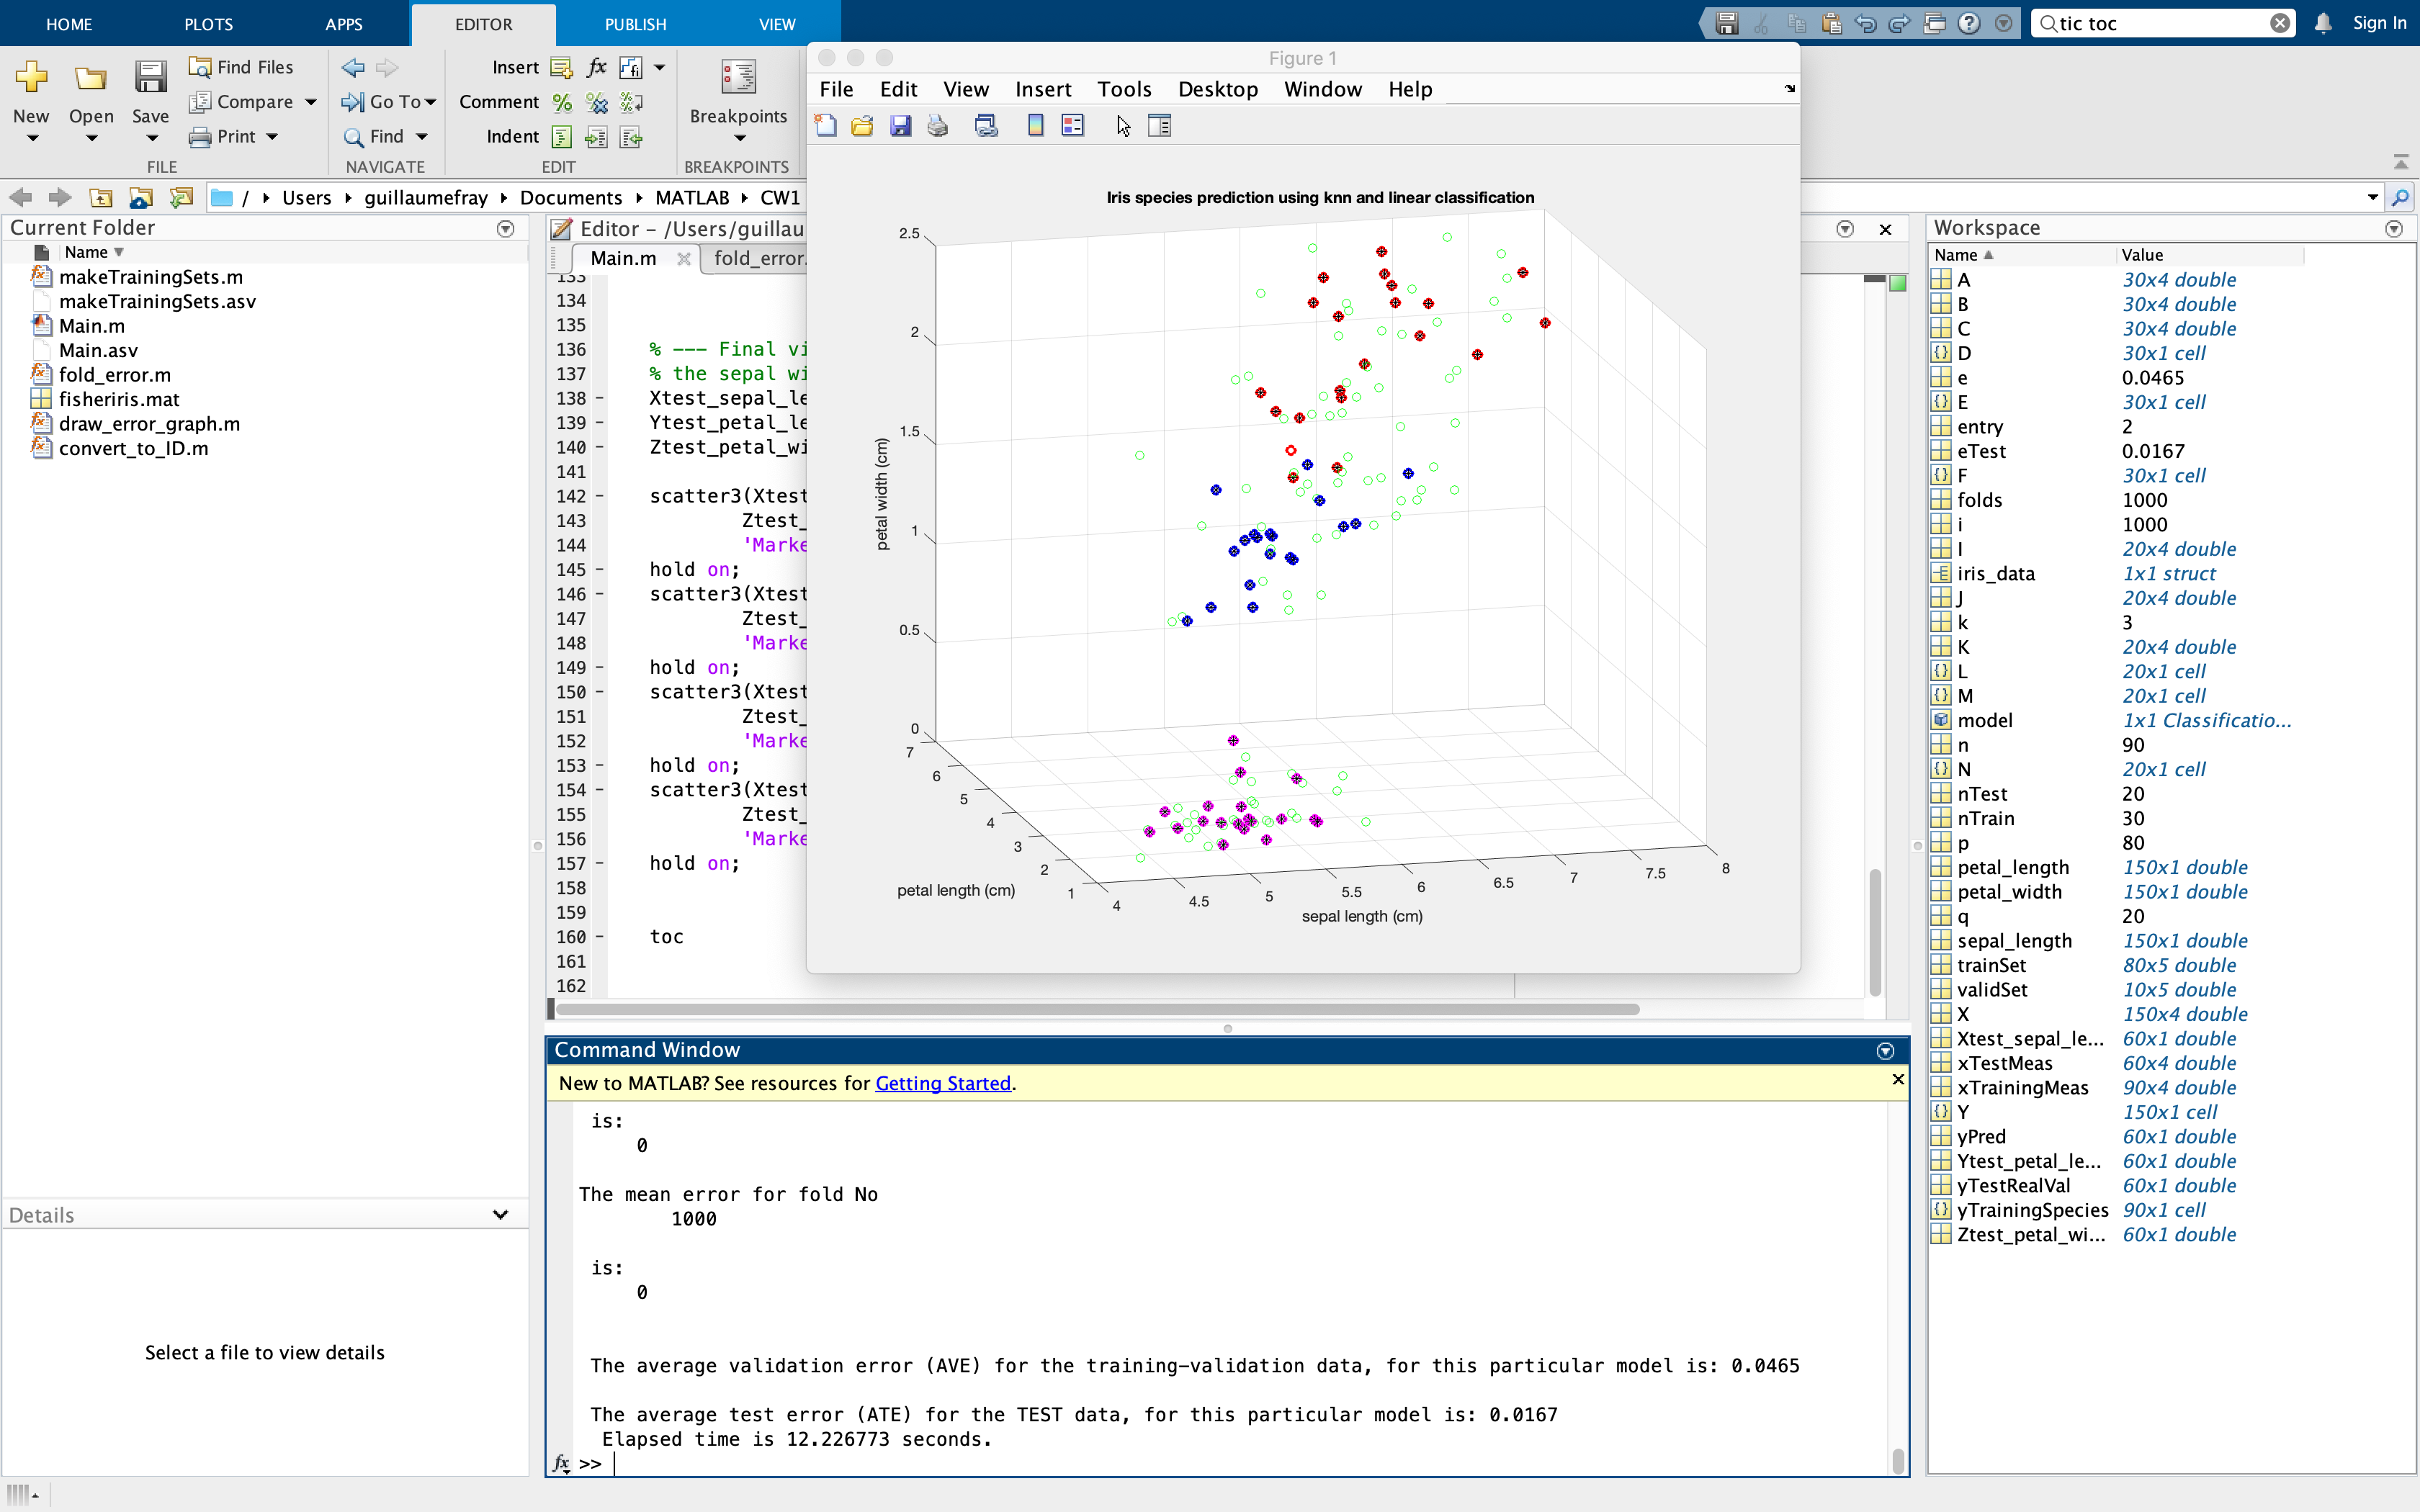 HOME PLOTS APPS EDITOR PUBLISH VIEW
tic toc
Sign In
New
Open
Save
Find Files
Compare
Print
FILE
Go To
Find
NAVIGATE
Insert
Comment
Indent
fx
EDIT
Breakpoints
BREAKPOINTS
/ Users guillaumefray Documents MATLAB CW1
Current Folder
Name
makeTrainingSets.m
makeTrainingSets.asv
Main.m
Main.asv
fold_error.m
fisheriris.mat
draw_error_graph.m
convert_to_ID.m
Details
Select a file to view details
Editor – /Users/guillau
Main.m fold_error.
133
134
135
136 % --- Final vi
137 % the sepal wi
138 – Xtest_sepal_le
139 – Ytest_petal_le
140 – Ztest_petal_wi
141
142 – scatter3(Xtest
143 Ztest_
144 'Marke
145 – hold on;
146 – scatter3(Xtest
147 Ztest_
148 'Marke
149 – hold on;
150 – scatter3(Xtest
151 Ztest_
152 'Marke
153 – hold on;
154 – scatter3(Xtest
155 Ztest_
156 'Marke
157 – hold on;
158
159
160 – toc
161
162
Figure 1
File Edit View Insert Tools Desktop Window Help
Iris species prediction using knn and linear classification
2.5
2
1.5
1
0.5
0
petal width (cm)
7
6
5
4
3
2
1
petal length (cm)
4 4.5 5 5.5 6 6.5 7 7.5 8
sepal length (cm)
Command Window
New to MATLAB? See resources for Getting Started.
is:
0
The mean error for fold No
1000
is:
0
The average validation error (AVE) for the training-validation data, for this particular model is: 0.0465
The average test error (ATE) for the TEST data, for this particular model is: 0.0167
Elapsed time is 12.226773 seconds.
fx >>
Workspace
Name Value
A 30x4 double
B 30x4 double
C 30x4 double
D 30x1 cell
e 0.0465
E 30x1 cell
entry 2
eTest 0.0167
F 30x1 cell
folds 1000
i 1000
I 20x4 double
iris_data 1x1 struct
J 20x4 double
k 3
K 20x4 double
L 20x1 cell
M 20x1 cell
model 1x1 Classificatio...
n 90
N 20x1 cell
nTest 20
nTrain 30
p 80
petal_length 150x1 double
petal_width 150x1 double
q 20
sepal_length 150x1 double
trainSet 80x5 double
validSet 10x5 double
X 150x4 double
Xtest_sepal_le... 60x1 double
xTestMeas 60x4 double
xTrainingMeas 90x4 double
Y 150x1 cell
yPred 60x1 double
Ytest_petal_le... 60x1 double
yTestRealVal 60x1 double
yTrainingSpecies 90x1 cell
Ztest_petal_wi... 60x1 double